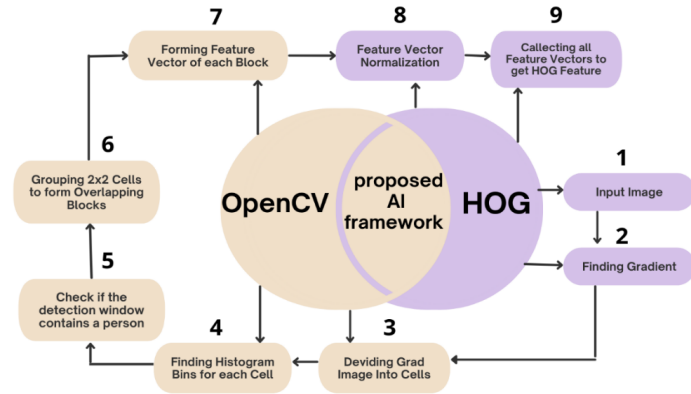 7
Forming Feature
Vector of each Block
8
Feature Vector
Normalization
9
Callecting all
Feature Vectors to
get HOG Feature
6
Grouping 2x2 Cells
to form Overlapping
Blocks
OpenCV
proposed
AI
framework
HOG
1
Input Image
2
Finding Gradient
5
Check if the
detection window
contains a person
4
Finding Histogram
Bins for each Cell
3
Deviding Grad
Image Into Cells